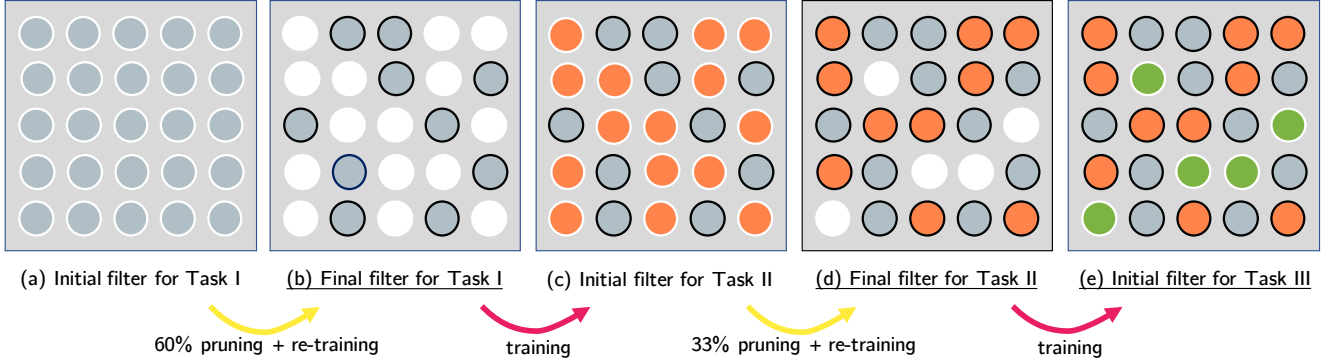 (a) Initial filter for Task I
(b) Final filter for Task I
(c) Initial filter for Task II
(d) Final filter for Task II
(e) Initial filter for Task III
60% pruning + re-training
training
33% pruning + re-training
training